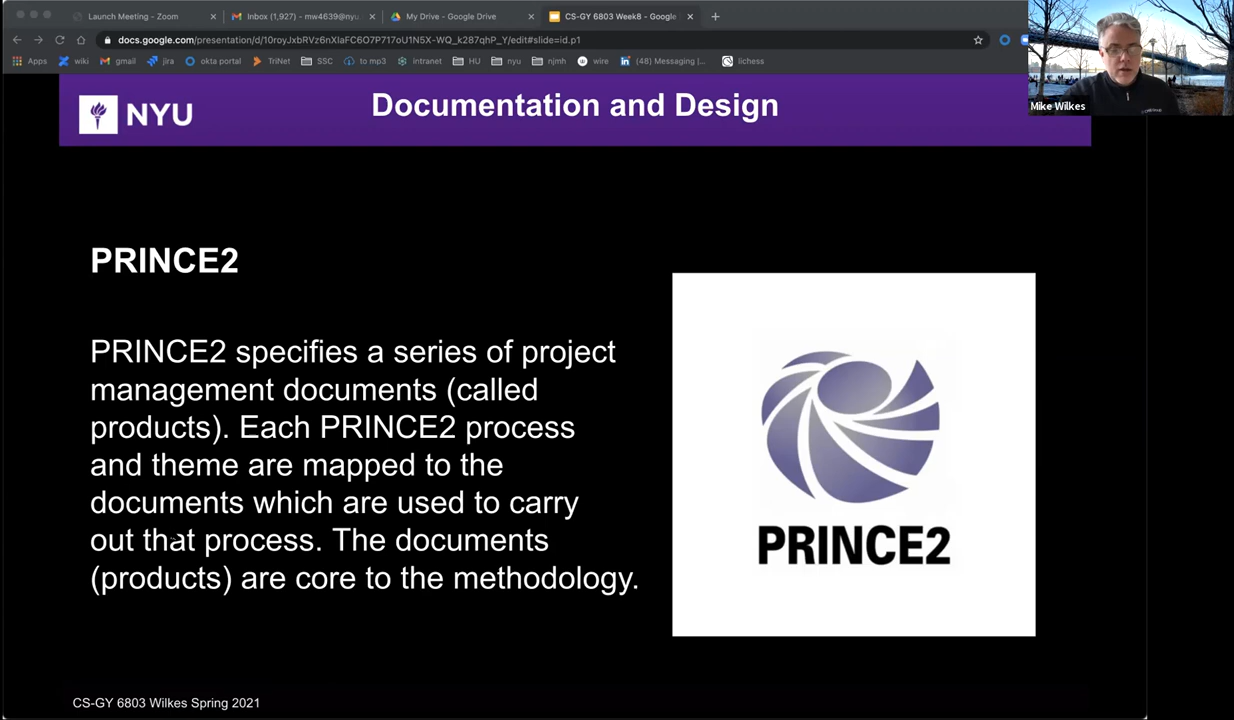 Launch Meeting - Zoom
Inbox (1,927) - mw4639@nyu
My Drive - Google Drive
CS-GY 6803 Week8 - Google
docs.google.com/presentation/d/10royJxbRVz6nXlaFC6O7P717oU1N5X-WQ_k287qhP_Y/edit#slide=id.p1
Apps wiki gmail jira okta portal TriNet SSC to mp3 intranet HU nyu njmh wire (48) Messaging |... lichess
Mike Wilkes
NYU
Documentation and Design
PRINCE2
PRINCE2 specifies a series of project
management documents (called
products). Each PRINCE2 process
and theme are mapped to the
documents which are used to carry
out that process. The documents
(products) are core to the methodology.
PRINCE2
CS-GY 6803 Wilkes Spring 2021